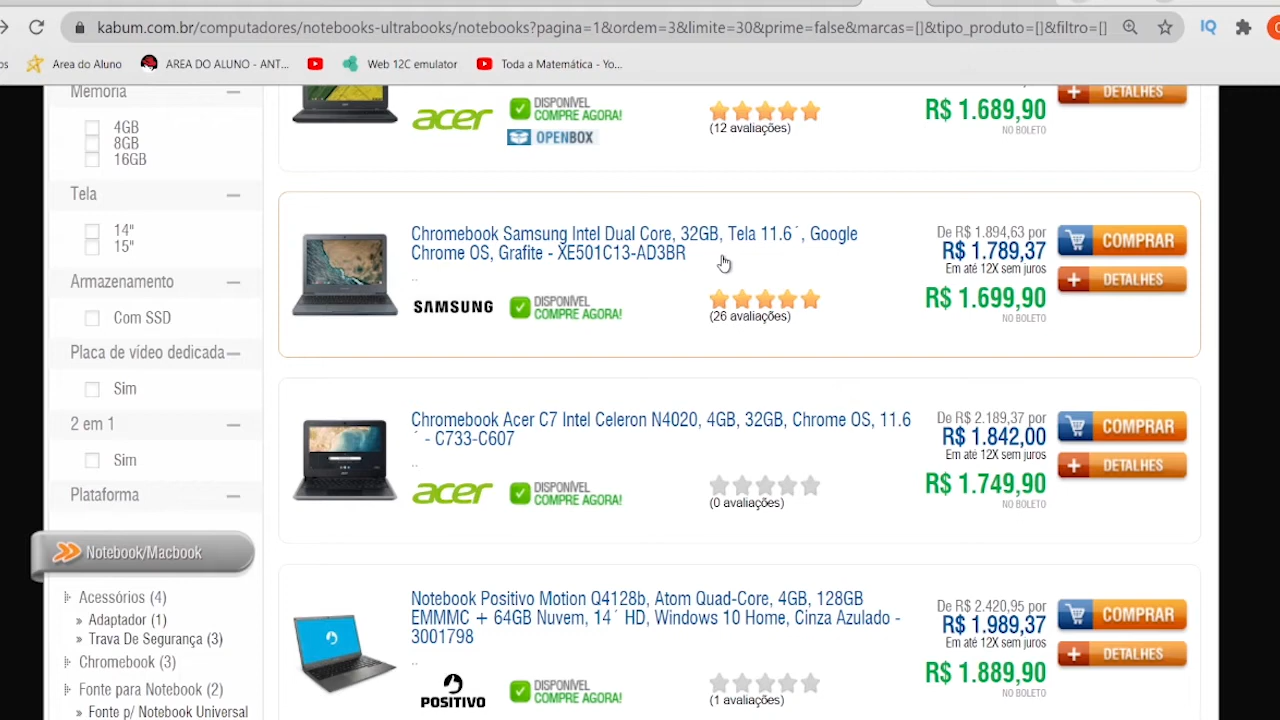 kabum.com.br/computadores/notebooks-ultrabooks/notebooks?pagina=1&ordem=3&limite=30&prime=false&marcas=[]&tipo_produto=[]&filtro=[]
IQ
os
Area do Aluno
AREA DO ALUNO - ANT...
Web 12C emulator
Toda a Matemática - Yo...
Memória
4GB
8GB
16GB
Tela
14"
15"
Armazenamento
Com SSD
Placa de vídeo dedicada
Sim
2 em 1
Sim
Plataforma
Notebook/Macbook
Acessórios (4)
» Adaptador (1)
» Trava De Segurança (3)
Chromebook (3)
Fonte para Notebook (2)
» Fonte p/ Notebook Universal
acer
DISPONÍVEL
COMPRE AGORA!
OPENBOX
(12 avaliações)
R$ 1.689,90
NO BOLETO
+ DETALHES
Chromebook Samsung Intel Dual Core, 32GB, Tela 11.6´, Google
Chrome OS, Grafite - XE501C13-AD3BR
..
SAMSUNG
DISPONÍVEL
COMPRE AGORA!
(26 avaliações)
De R$ 1.894,63 por
R$ 1.789,37
Em até 12X sem juros
R$ 1.699,90
NO BOLETO
COMPRAR
+ DETALHES
Chromebook Acer C7 Intel Celeron N4020, 4GB, 32GB, Chrome OS, 11.6
´ - C733-C607
..
acer
DISPONÍVEL
COMPRE AGORA!
(0 avaliações)
De R$ 2.189,37 por
R$ 1.842,00
Em até 12X sem juros
R$ 1.749,90
NO BOLETO
COMPRAR
+ DETALHES
Notebook Positivo Motion Q4128b, Atom Quad-Core, 4GB, 128GB
EMMMC + 64GB Nuvem, 14´ HD, Windows 10 Home, Cinza Azulado -
3001798
..
POSITIVO
DISPONÍVEL
COMPRE AGORA!
(1 avaliações)
De R$ 2.420,95 por
R$ 1.989,37
Em até 12X sem juros
R$ 1.889,90
NO BOLETO
COMPRAR
+ DETALHES